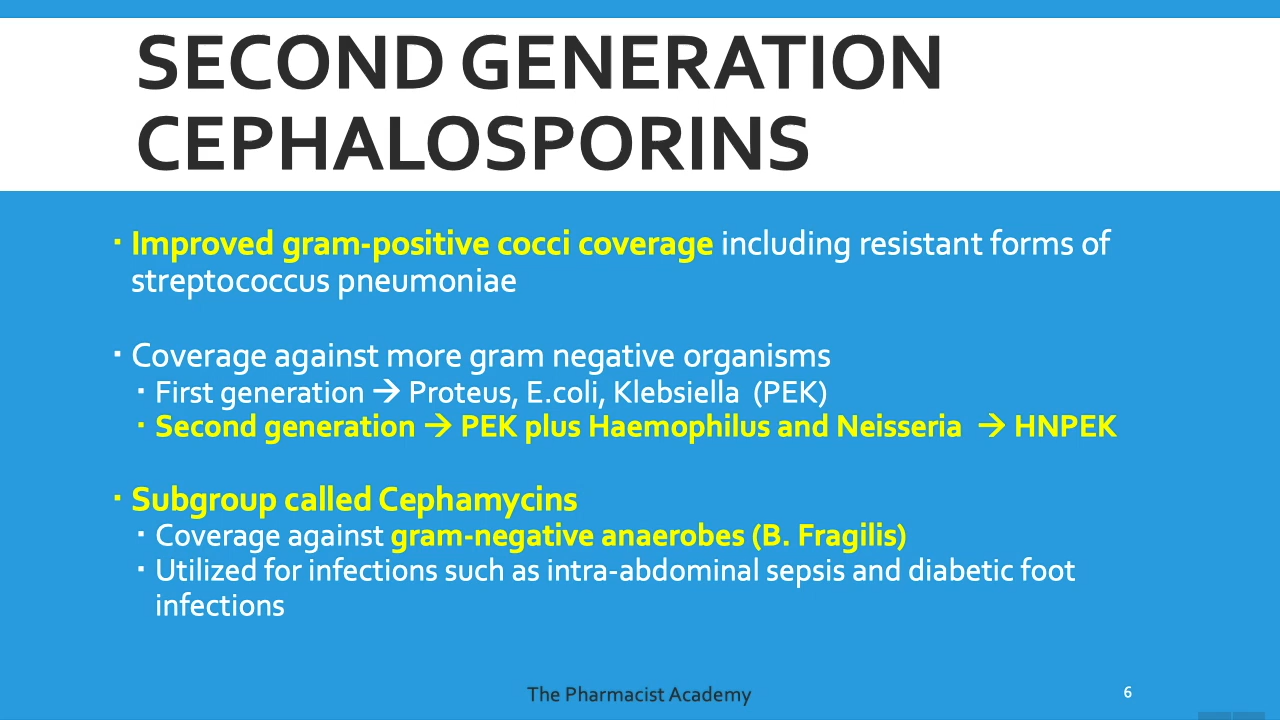 SECOND GENERATION
CEPHALOSPORINS
▪ Improved gram-positive cocci coverage including resistant forms of
streptococcus pneumoniae
▪ Coverage against more gram negative organisms
▪ First generation → Proteus, E.coli, Klebsiella (PEK)
▪ Second generation → PEK plus Haemophilus and Neisseria → HNPEK
▪ Subgroup called Cephamycins
▪ Coverage against gram-negative anaerobes (B. Fragilis)
▪ Utilized for infections such as intra-abdominal sepsis and diabetic foot
infections
The Pharmacist Academy
6